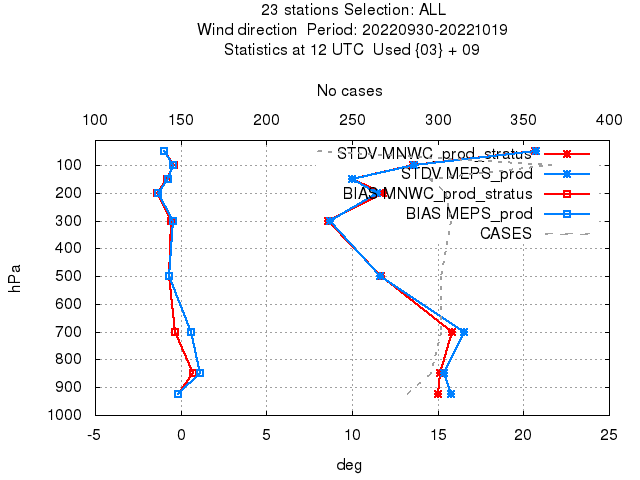 23 stations Selection: ALL
Wind direction  Period: 20220930-20221019
Statistics at 12 UTC  Used {03} + 09
No cases
100 150 200 250 300 350 400
STDV MNWC_prod_stratus
STDV MEPS_prod
BIAS MNWC_prod_stratus
BIAS MEPS_prod
CASES
hPa
100
200
300
400
500
600
700
800
900
1000
-5 0 5 10 15 20 25
deg